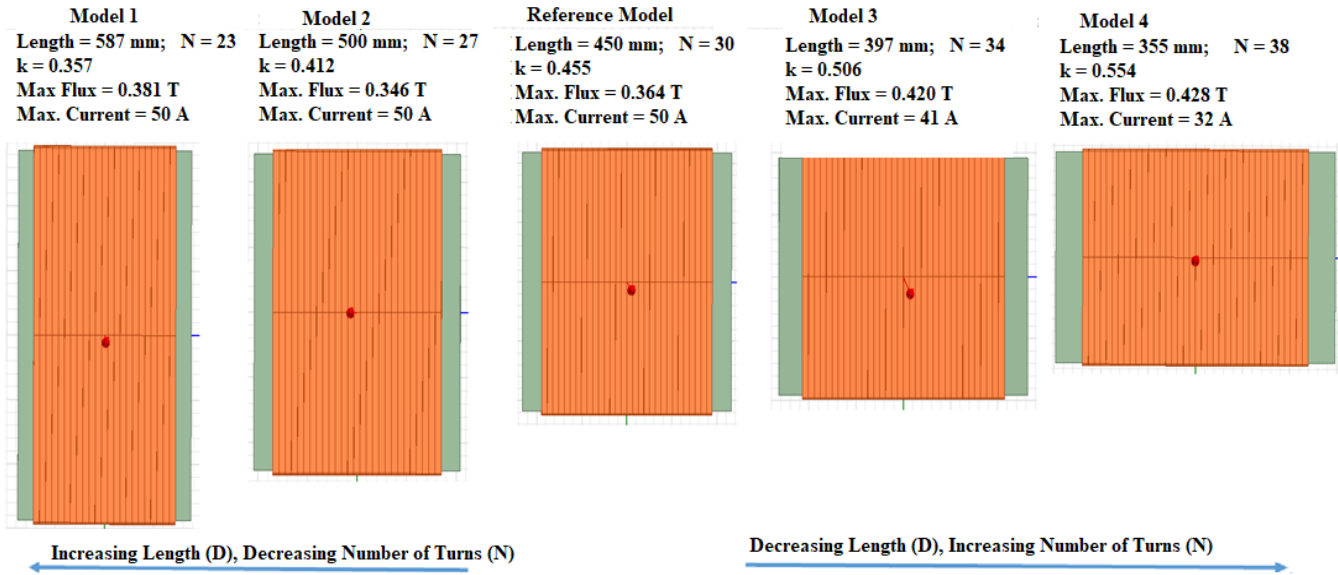 Model 1
Length = 587 mm; N = 23
k = 0.357
Max Flux = 0.381 T
Max. Current = 50 A
Model 2
Length = 500 mm; N = 27
k = 0.412
Max. Flux = 0.346 T
Max. Current = 50 A
Reference Model
Length = 450 mm; N = 30
k = 0.455
Max. Flux = 0.364 T
Max. Current = 50 A
Model 3
Length = 397 mm; N = 34
k = 0.506
Max. Flux = 0.420 T
Max. Current = 41 A
Model 4
Length = 355 mm; N = 38
k = 0.554
Max. Flux = 0.428 T
Max. Current = 32 A
Increasing Length (D), Decreasing Number of Turns (N)
Decreasing Length (D), Increasing Number of Turns (N)